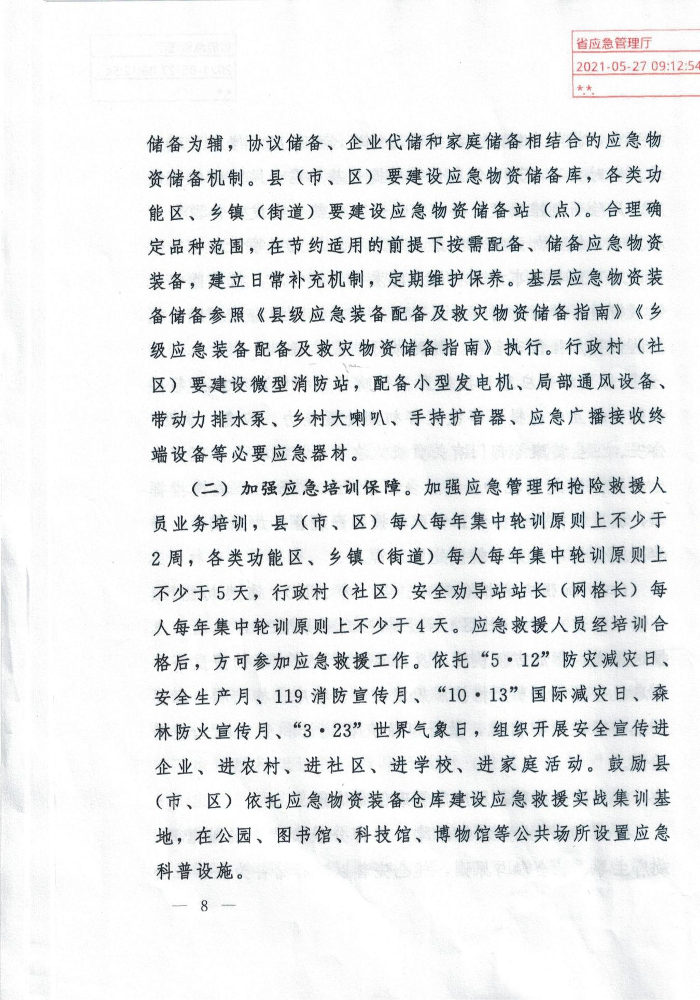 省应急管理厅
2021-05-27 09:12:54
**
储备为辅，协议储备、企业代储和家庭储备相结合的应急物
资储备机制。县（市、区）要建设应急物资储备库，各类功
能区、乡镇（街道）要建设应急物资储备站（点）。合理确
定品种范围，在节约适用的前提下按需配备、储备应急物资
装备，建立日常补充机制，定期维护保养。基层应急物资装
备储备参照《县级应急装备配备及救灾物资储备指南》《乡
级应急装备配备及救灾物资储备指南》执行。行政村（社
区）要建设微型消防站，配备小型发电机、局部通风设备、
带动力排水泵、乡村大喇叭、手持扩音器、应急广播接收终
端设备等必要应急器材。
（二）加强应急培训保障。加强应急管理和抢险救援人
员业务培训，县（市、区）每人每年集中轮训原则上不少于
2周，各类功能区、乡镇（街道）每人每年集中轮训原则上
不少于5天，行政村（社区）安全劝导站站长（网格长）每
人每年集中轮训原则上不少于4天。应急救援人员经培训合
格后，方可参加应急救援工作。依托“5·12”防灾减灾日、
安全生产月、119消防宣传月、“10·13”国际减灾日、森
林防火宣传月、“3·23”世界气象日，组织开展安全宣传进
企业、进农村、进社区、进学校、进家庭活动。鼓励县
（市、区）依托应急物资装备仓库建设应急救援实战集训基
地，在公园、图书馆、科技馆、博物馆等公共场所设置应急
科普设施。
— 8 —